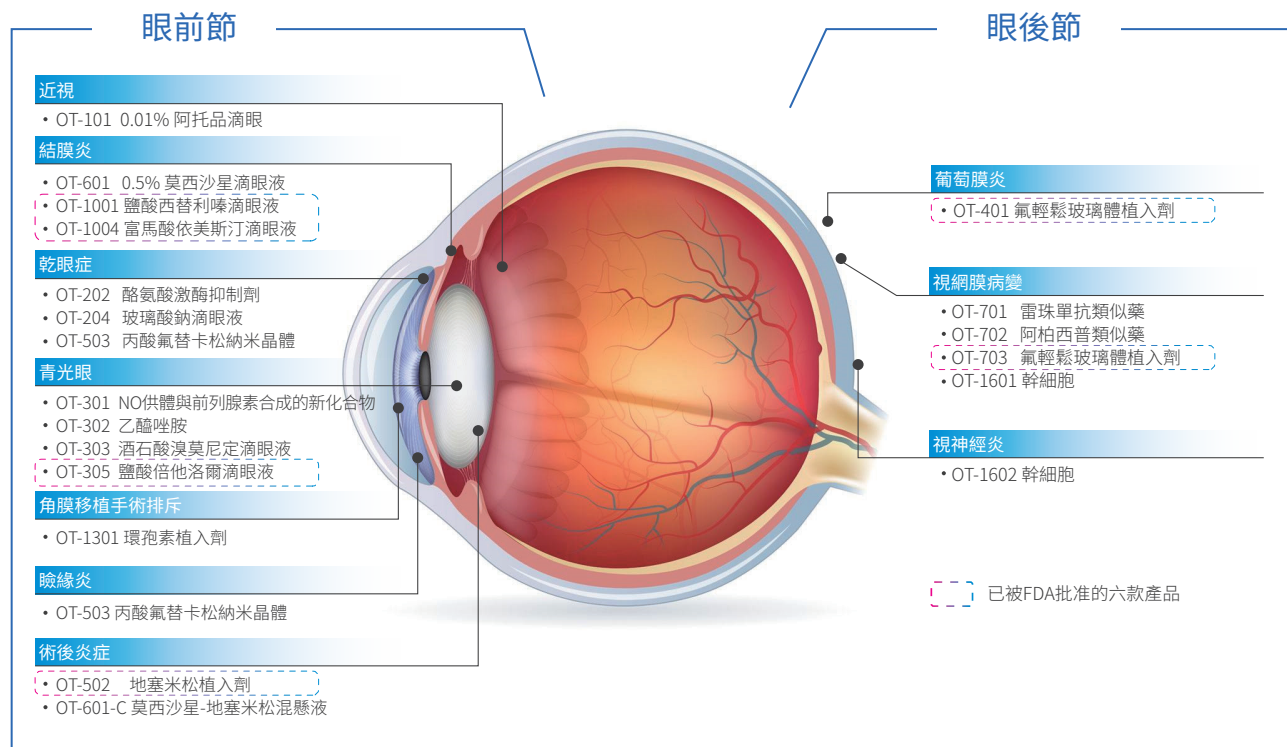 眼前節
近視
• OT-101 0.01% 阿托品滴眼
結膜炎
• OT-601 0.5% 莫西沙星滴眼液
• OT-1001 鹽酸西替利嗪滴眼液
• OT-1004 富馬酸依美斯汀滴眼液
乾眼症
• OT-202 酪氨酸激酶抑制劑
• OT-204 玻璃酸鈉滴眼液
• OT-503 丙酸氟替卡松納米晶體
青光眼
• OT-301 NO供體與前列腺素合成的新化合物
• OT-302 乙醯唑胺
• OT-303 酒石酸溴莫尼定滴眼液
• OT-305 鹽酸倍他洛爾滴眼液
角膜移植手術排斥
• OT-1301 環孢素植入劑
瞼緣炎
• OT-503 丙酸氟替卡松納米晶體
術後炎症
• OT-502 地塞米松植入劑
• OT-601-C 莫西沙星-地塞米松混懸液
眼後節
葡萄膜炎
• OT-401 氟輕鬆玻璃體植入劑
視網膜病變
• OT-701 雷珠單抗類似藥
• OT-702 阿柏西普類似藥
• OT-703 氟輕鬆玻璃體植入劑
• OT-1601 幹細胞
視神經炎
• OT-1602 幹細胞
已被FDA批准的六款產品